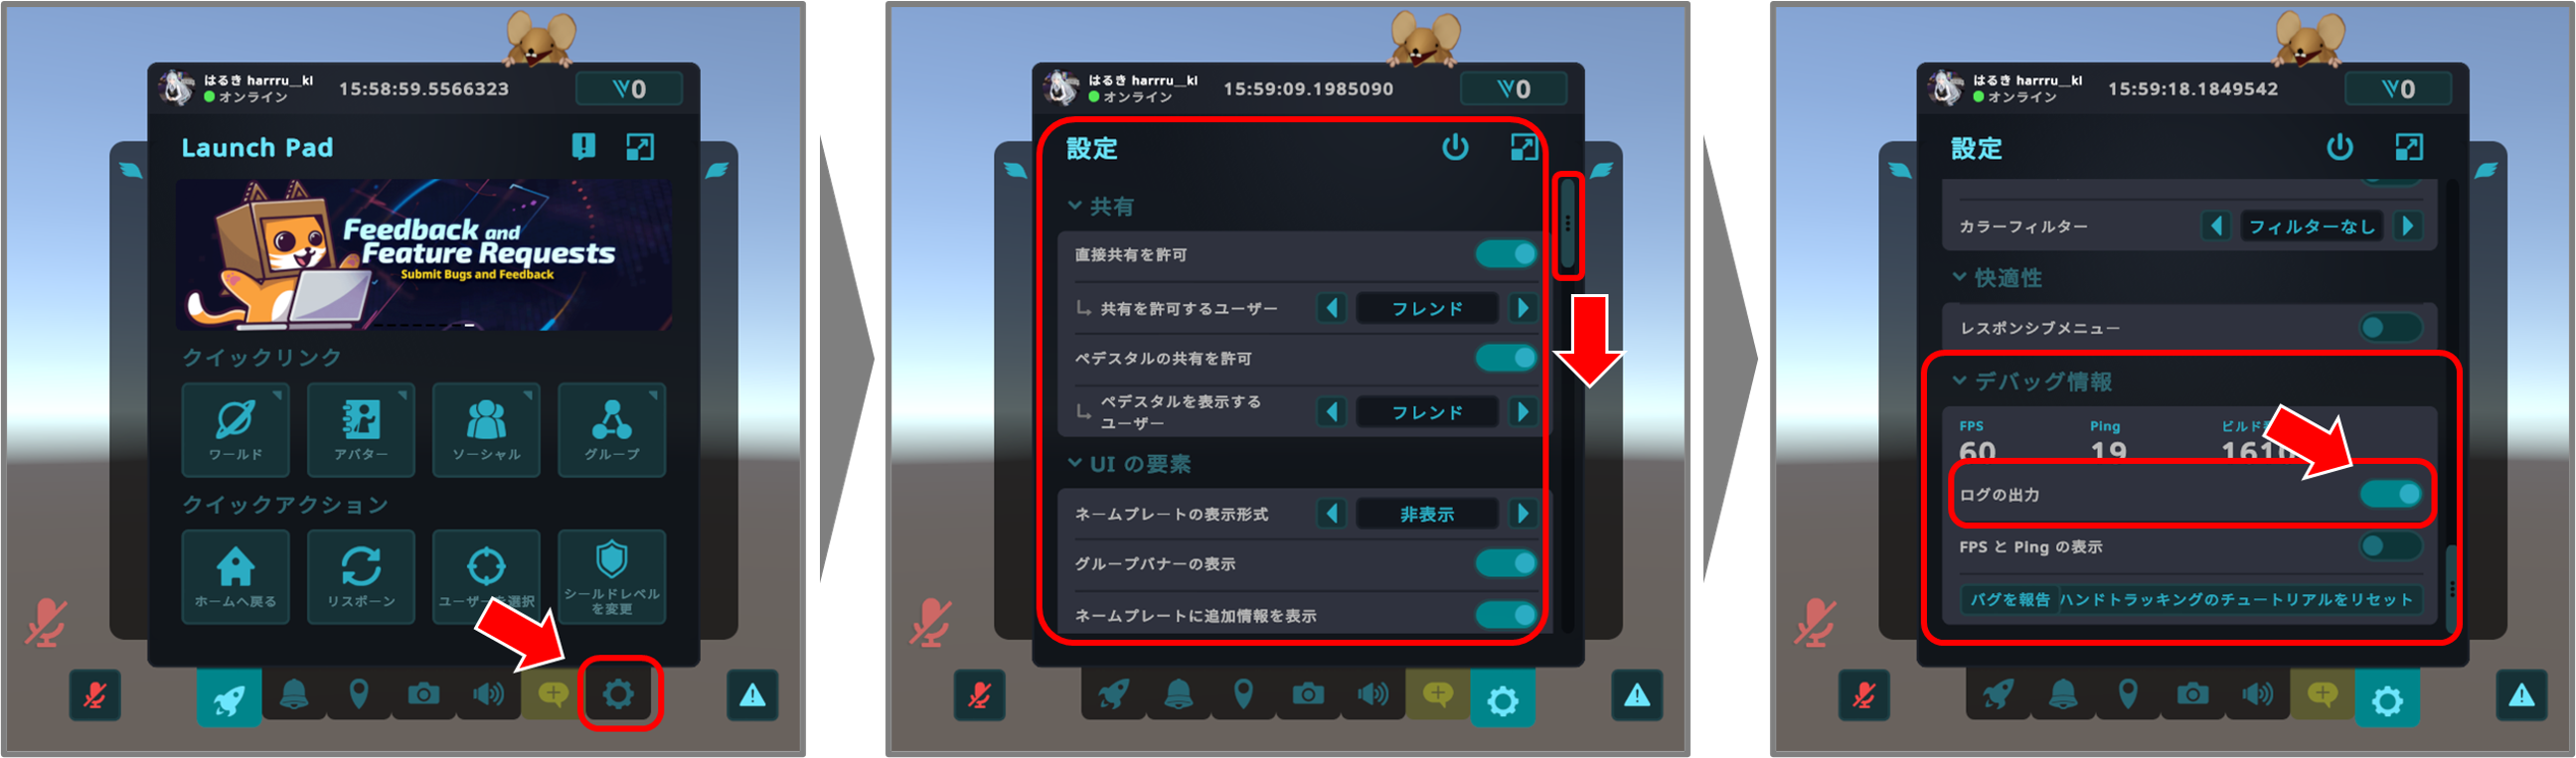 はるき harrru__ki
オンライン
15:58:59.5566323
0
Launch Pad
Feedback and
Feature Requests
Submit Bugs and Feedback
クイックリンク
ワールド
アバター
ソーシャル
グループ
クイックアクション
ホームへ戻る
リスポーン
ユーザーを選択
シールドレベル
を変更
はるき harrru__ki
オンライン
15:59:09.1985090
0
設定
共有
直接共有を許可
共有を許可するユーザー
フレンド
ペデスタルの共有を許可
ペデスタルを表示する
ユーザー
フレンド
UI の要素
ネームプレートの表示形式
非表示
グループバナーの表示
ネームプレートに追加情報を表示
はるき harrru__ki
オンライン
15:59:18.1849542
0
設定
カラーフィルター
フィルターなし
快適性
レスポンシブメニュー
デバッグ情報
FPS
Ping
ビルド
60
19
1610
ログの出力
FPS と Ping の表示
バグを報告
ハンドトラッキングのチュートリアルをリセット